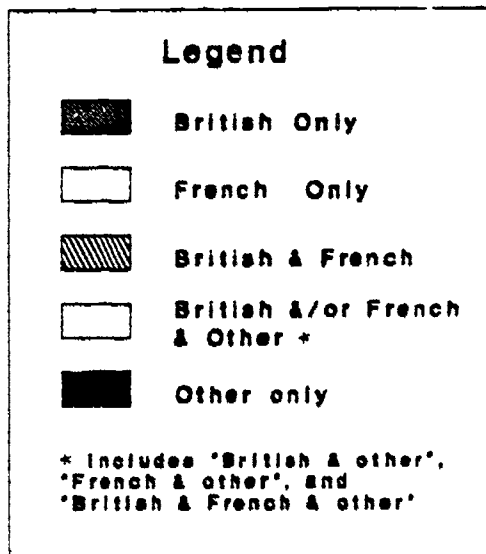 Legend
British Only
French Only
British & French
British &/or French
& Other *
Other only
* includes "British & other",
"French & other", and
"British & French & other"